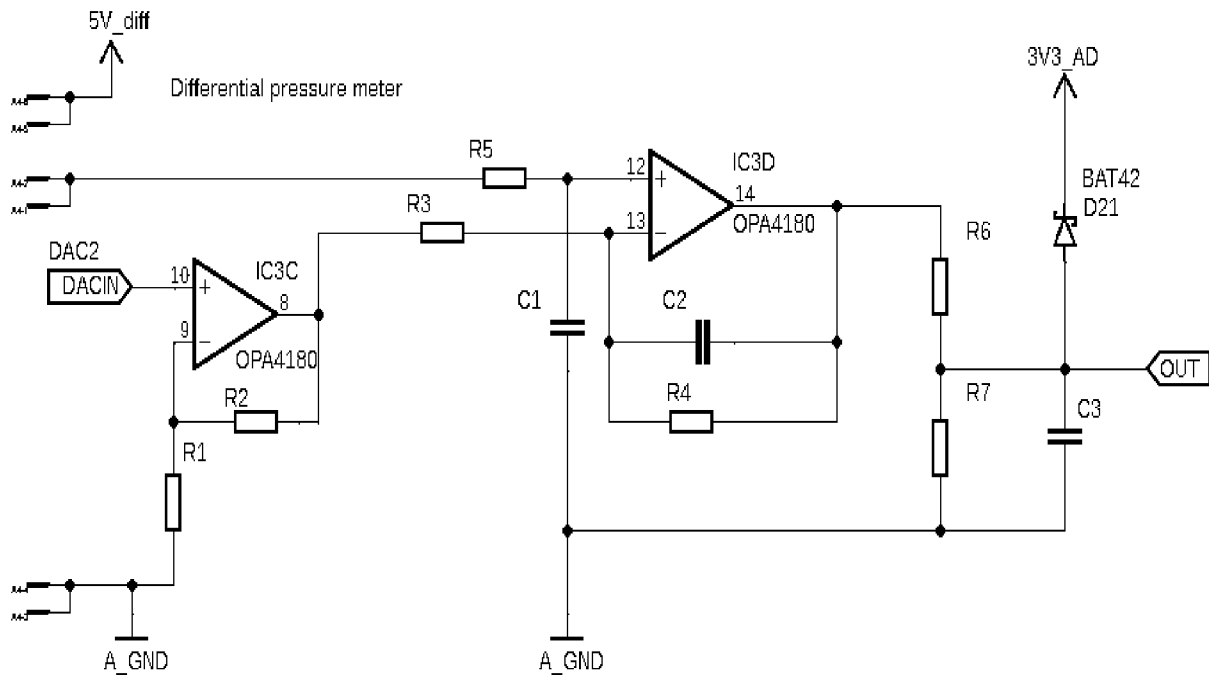 5V_diff
Differential pressure meter
3V3_AD
R5
12
IC3D
BAT42
14
D21
R3
13
OPA4180
R6
DAC2
DACIN
10
IC3C
8
C1
C2
9
OPA4180
OUT
R2
R4
R7
C3
R1
A_GND
A_GND